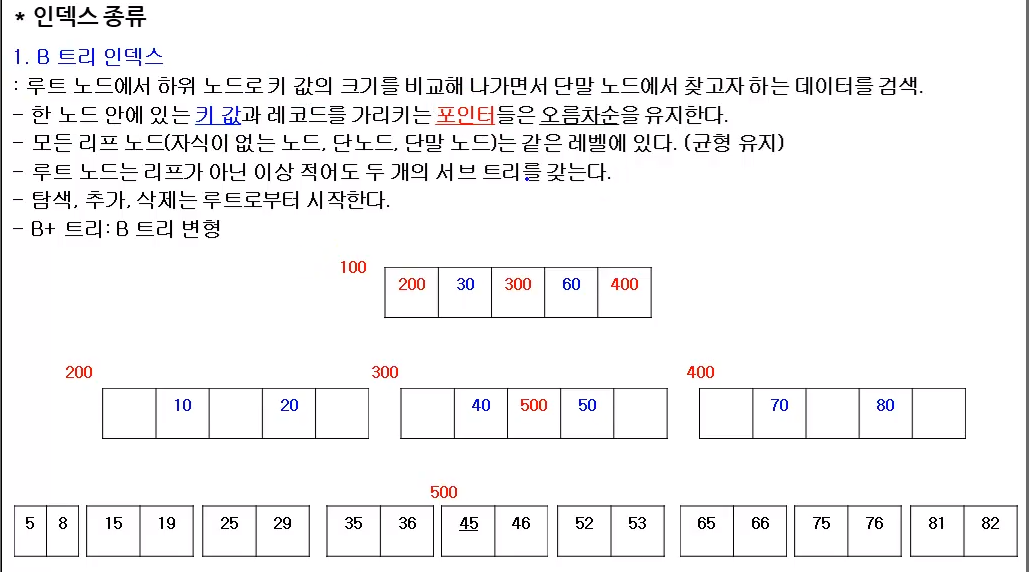 * 인덱스 종류
1. B 트리 인덱스
: 루트 노드에서 하위 노드로 키 값의 크기를 비교해 나가면서 단말 노드에서 찾고자 하는 데이터를 검색.
- 한 노드 안에 있는 키 값과 레코드를 가리키는 포인터들은 오름차순을 유지한다.
- 모든 리프 노드(자식이 없는 노드, 단노드, 단말 노드)는 같은 레벨에 있다. (균형 유지)
- 루트 노드는 리프가 아닌 이상 적어도 두 개의 서브 트리를 갖는다.
- 탐색, 추가, 삭제는 루트로부터 시작한다.
- B+ 트리: B 트리 변형
100
200 30 300 60 400
200 300 400
10 20 40 500 50 70 80
500
5 8 15 19 25 29 35 36 45 46 52 53 65 66 75 76 81 82